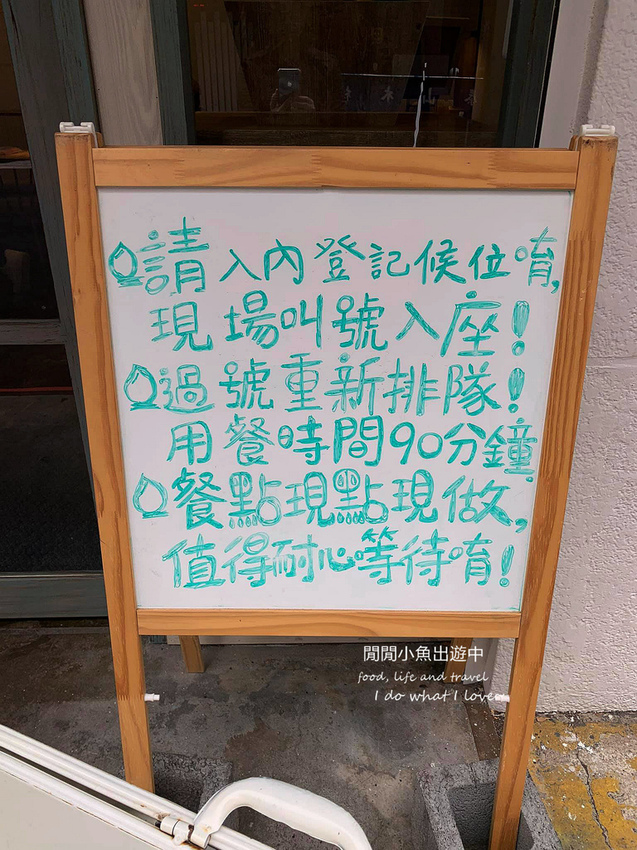 請入內登記候位唷,
現場叫號入座!
過號重新排隊!
用餐時間90分鐘.
餐點現點現做,
值得耐心等待唷!
閒閒小魚出遊中
food, life and travel
I do what I love